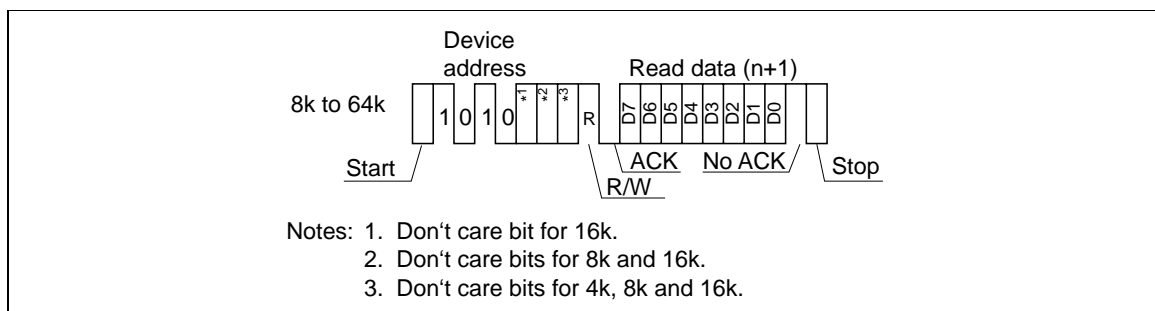 Device
address
Read data (n+1)
8k to 64k
1 0 1 0 *1 *2 *3 R D7 D6 D5 D4 D3 D2 D1 D0
Start
ACK
No ACK
Stop
R/W
Notes: 1. Don‘t care bit for 16k.
2. Don‘t care bits for 8k and 16k.
3. Don‘t care bits for 4k, 8k and 16k.